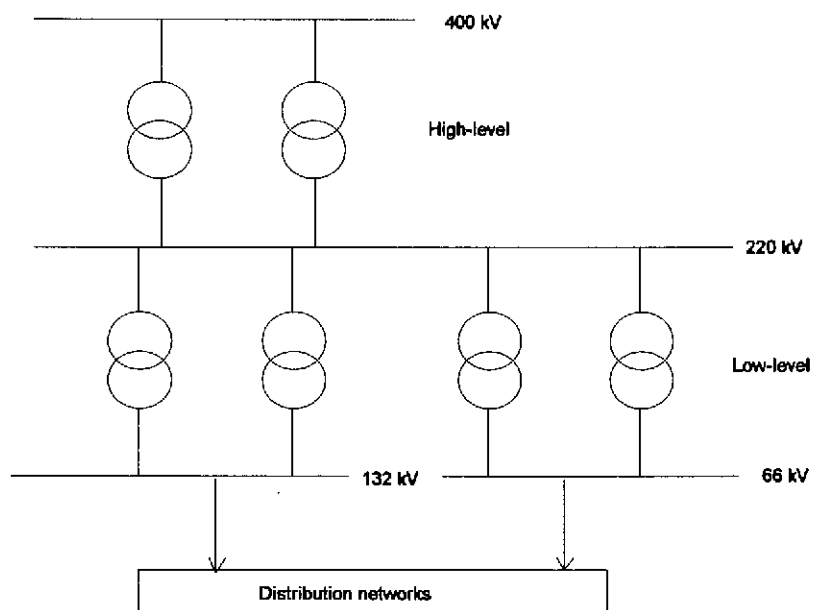 400 kV
High-level
220 kV
Low-level
132 kV
66 kV
Distribution networks